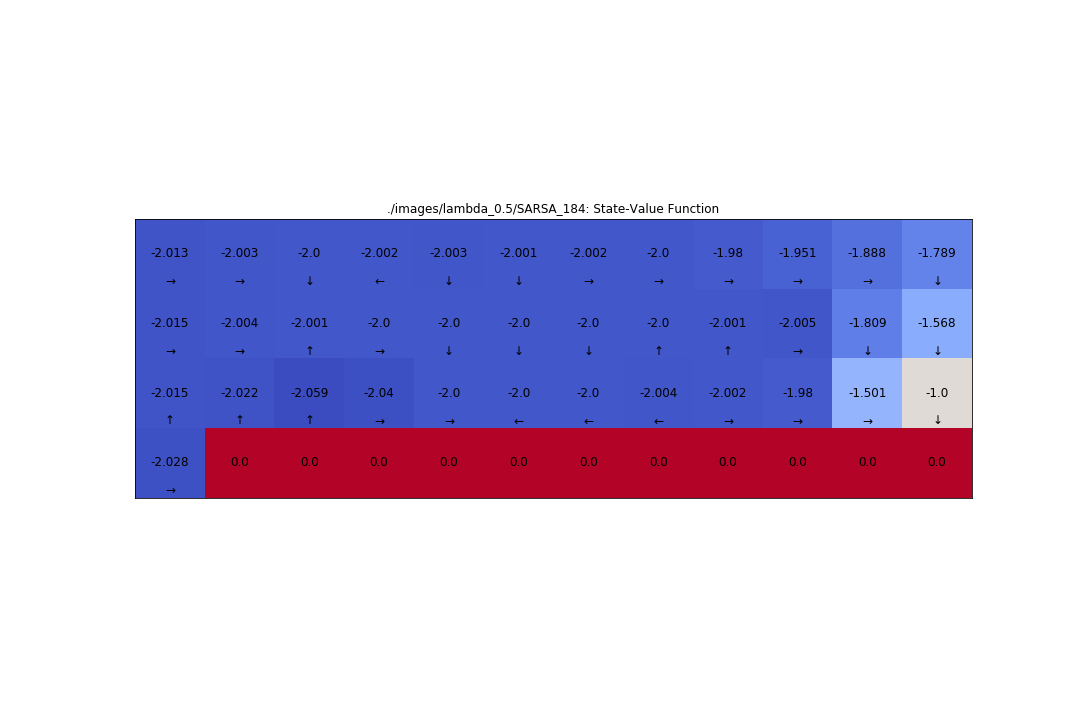 ./images/lambda_0.5/SARSA_184: State-Value Function
-2.013 -2.003 -2.0 -2.002 -2.003 -2.001 -2.002 -2.0 -1.98 -1.951 -1.888 -1.789
→ → ↓ ← ↓ ↓ → → → → → ↓
-2.015 -2.004 -2.001 -2.0 -2.0 -2.0 -2.0 -2.0 -2.001 -2.005 -1.809 -1.568
→ → ↑ → ↓ ↓ ↓ ↑ ↑ → ↓ ↓
-2.015 -2.022 -2.059 -2.04 -2.0 -2.0 -2.0 -2.004 -2.002 -1.98 -1.501 -1.0
↑ ↑ ↑ → → ← ← ← → → → ↓
-2.028 0.0 0.0 0.0 0.0 0.0 0.0 0.0 0.0 0.0 0.0 0.0
→